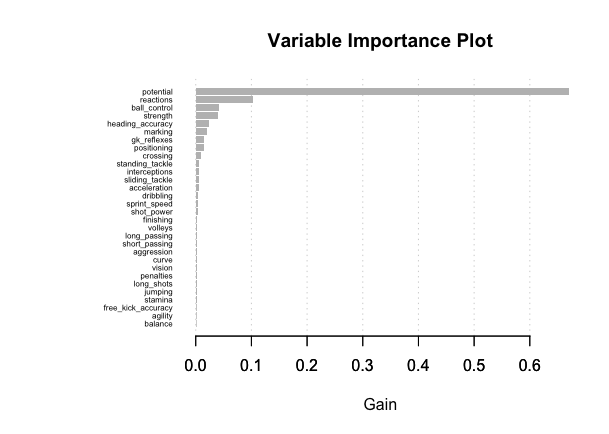 Variable Importance Plot
potential
reactions
ball_control
strength
heading_accuracy
marking
gk_reflexes
positioning
crossing
standing_tackle
interceptions
sliding_tackle
acceleration
dribbling
sprint_speed
shot_power
finishing
volleys
long_passing
short_passing
aggression
curve
vision
penalties
long_shots
jumping
stamina
free_kick_accuracy
agility
balance
0.0 0.1 0.2 0.3 0.4 0.5 0.6
Gain